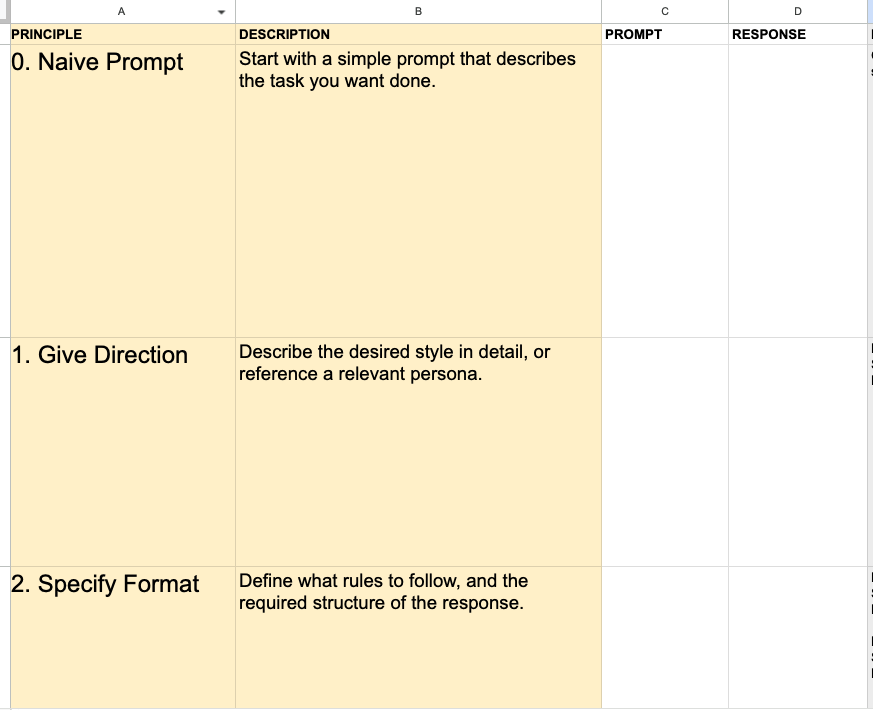 A
B
C
D
PRINCIPLE
DESCRIPTION
PROMPT
RESPONSE
0. Naive Prompt
Start with a simple prompt that describes
the task you want done.
1. Give Direction
Describe the desired style in detail, or
reference a relevant persona.
2. Specify Format
Define what rules to follow, and the
required structure of the response.